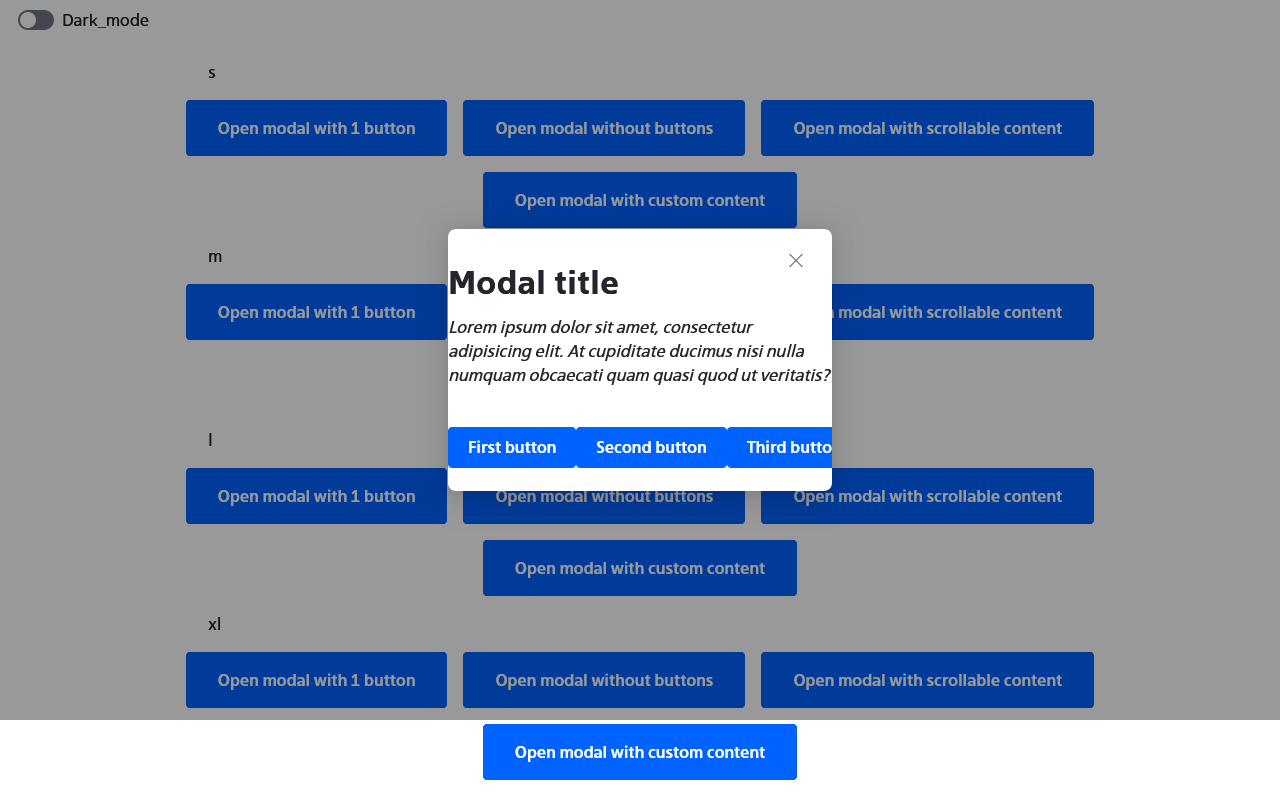 Dark_mode
s
Open modal with 1 button
Open modal without buttons
Open modal with scrollable content
Open modal with custom content
m
Open modal with 1 button
modal with scrollable content
Modal title
Lorem ipsum dolor sit amet, consectetur
adipisicing elit. At cupiditate ducimus nisi nulla
numquam obcaecati quam quasi quod ut veritatis?
First button
Second button
Third butto
l
Open modal with 1 button
Open modal without buttons
Open modal with scrollable content
Open modal with custom content
xl
Open modal with 1 button
Open modal without buttons
Open modal with scrollable content
Open modal with custom content